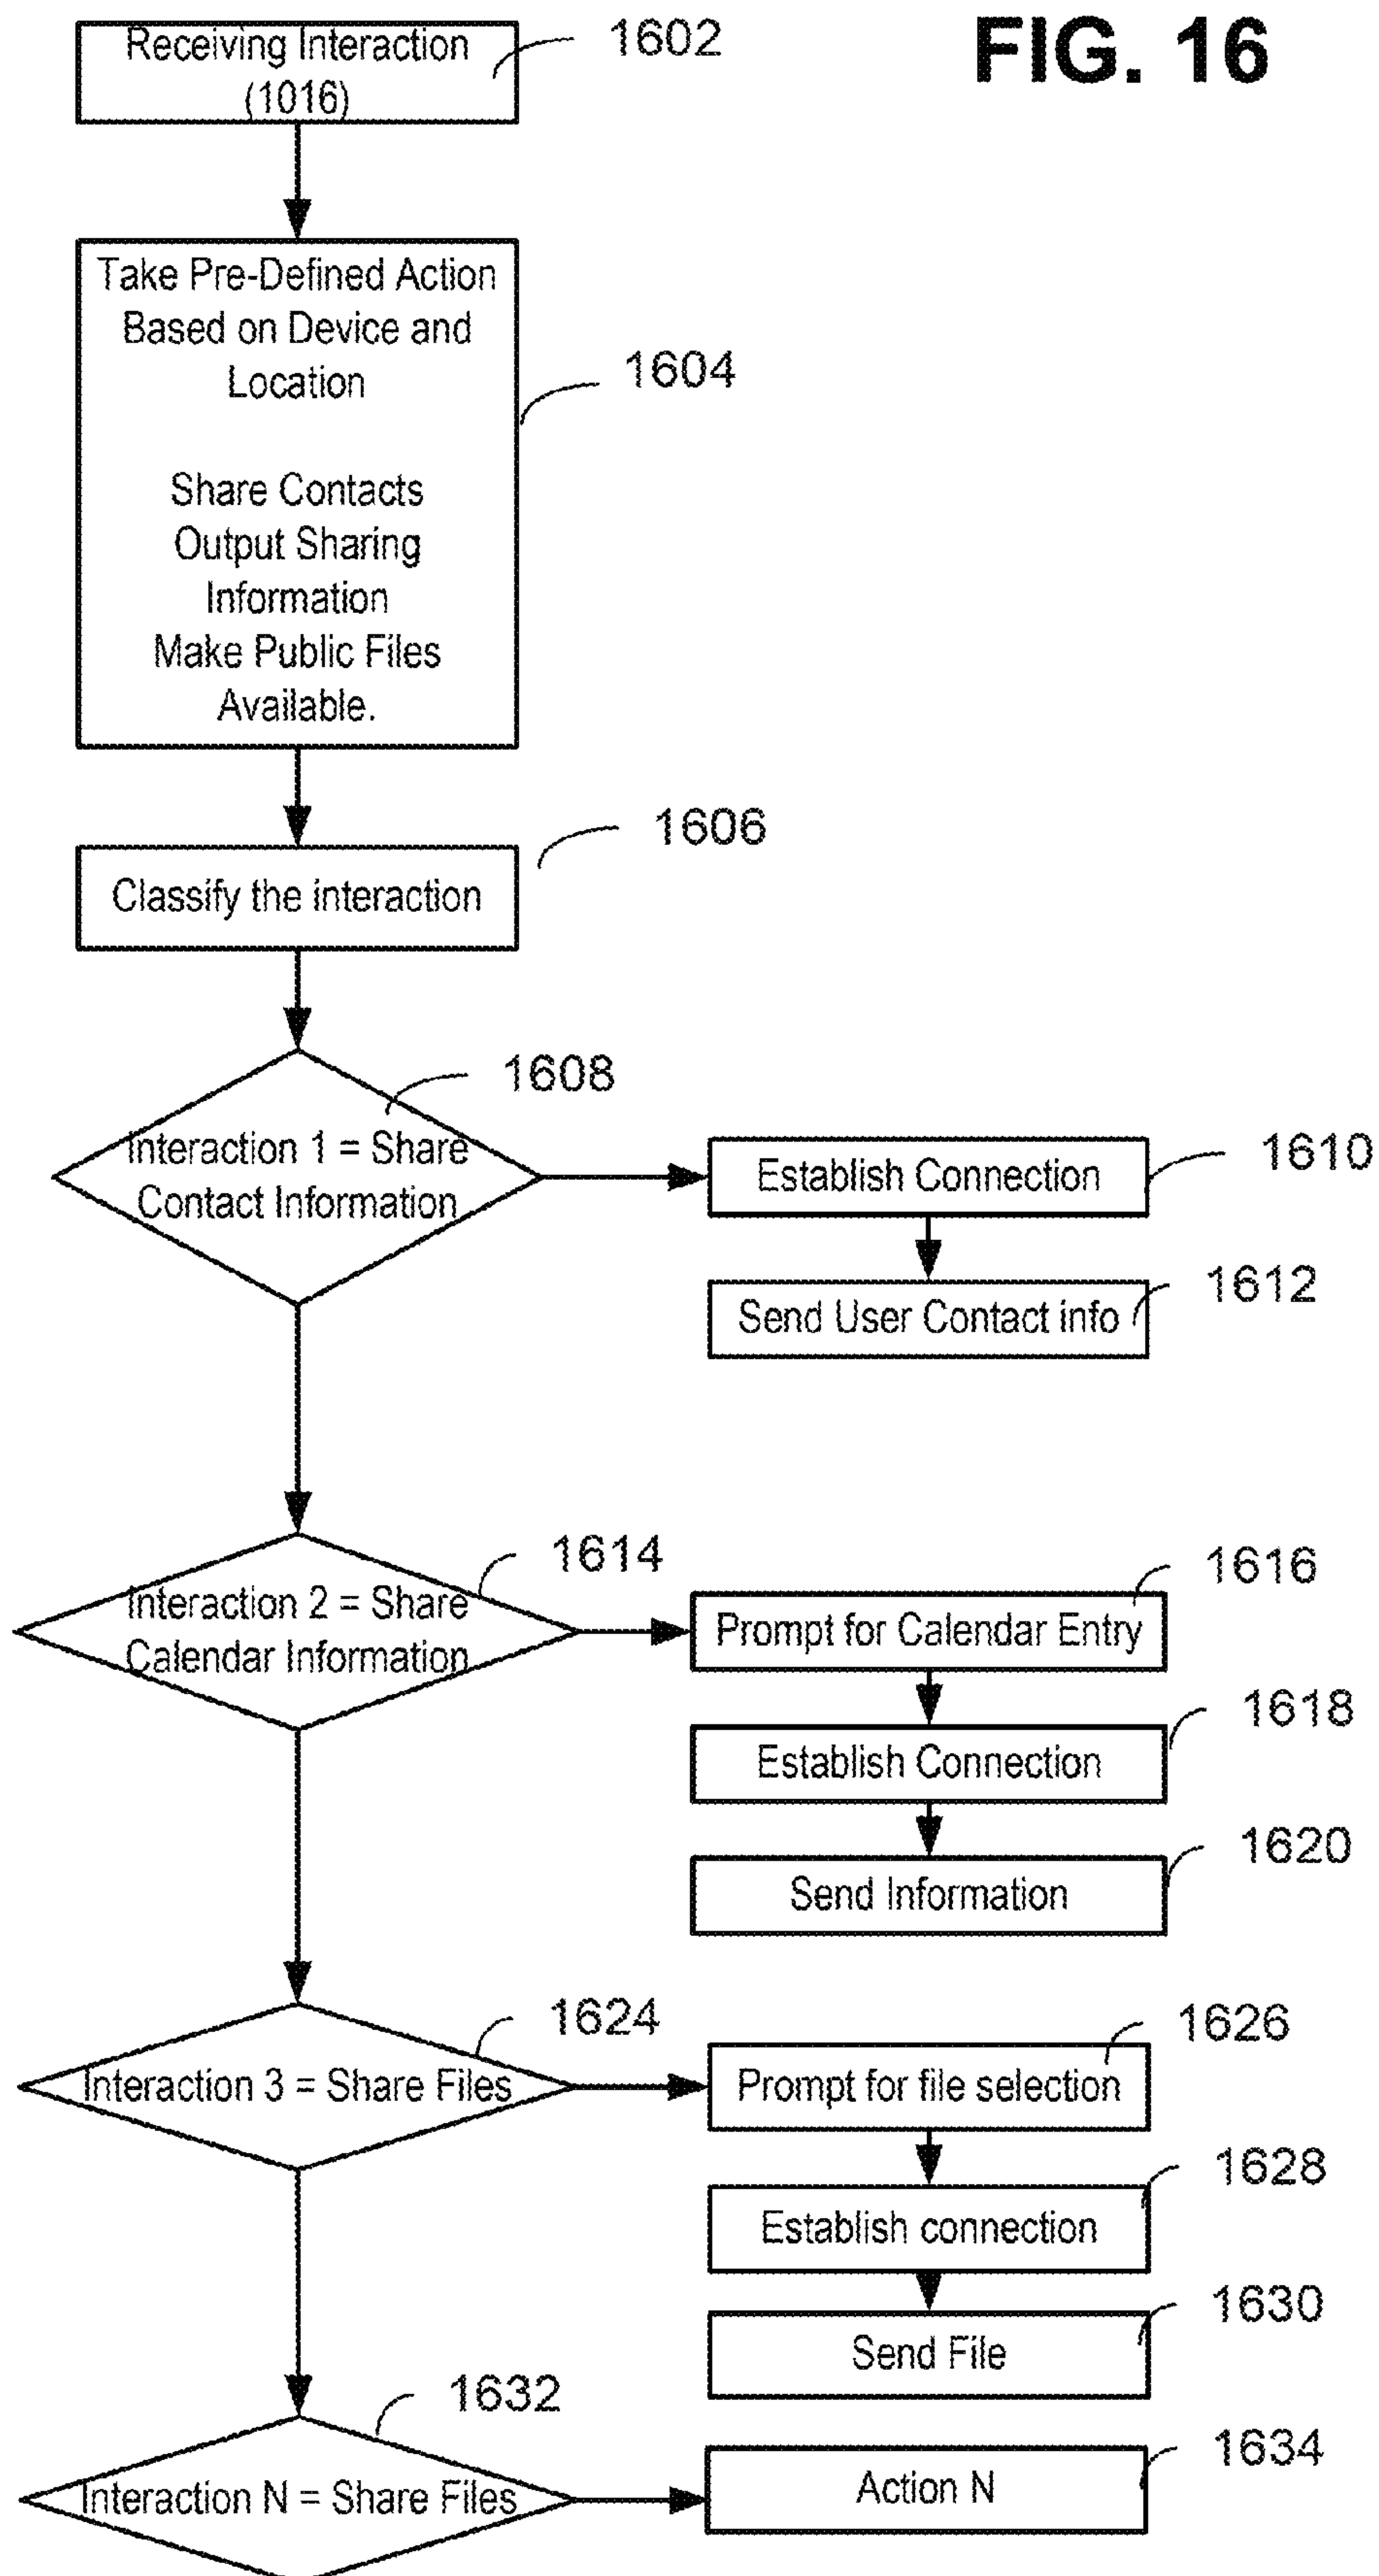 FIG. 16
Receiving Interaction
(1016)
1602
Take Pre-Defined Action
Based on Device and
Location
Share Contacts
Output Sharing
Information
Make Public Files
Available.
1604
1606
Classify the interaction
1608
Interaction 1 = Share
Contact Information
Establish Connection
1610
Send User Contact info
1612
1614
Interaction 2 = Share
Calendar Information
1616
Prompt for Calendar Entry
1618
Establish Connection
1620
Send Information
1624
Interaction 3 = Share Files
1626
Prompt for file selection
1628
Establish connection
1630
Send File
1632
Interaction N = Share Files
1634
Action N